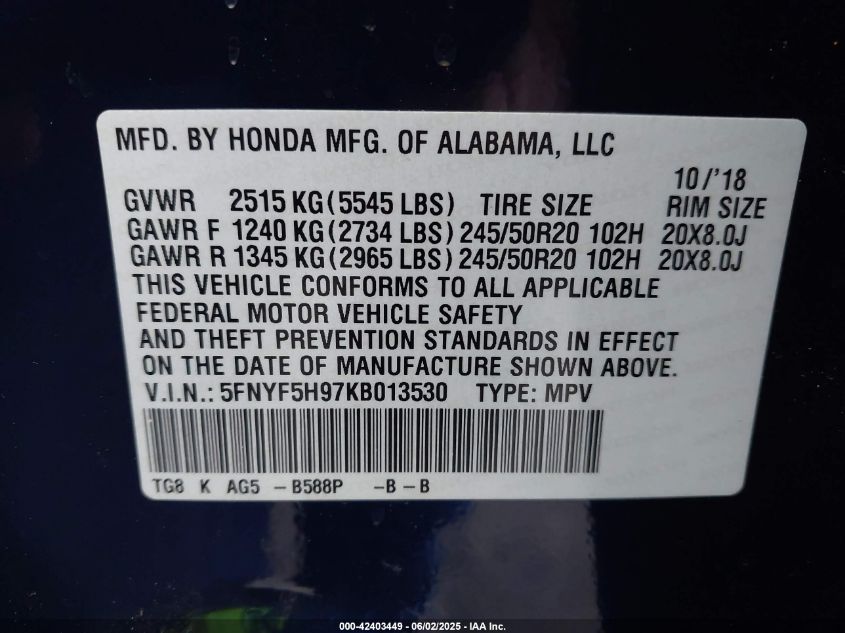 MFD. BY HONDA MFG. OF ALABAMA, LLC
10/'18
GVWR 2515 KG (5545 LBS) TIRE SIZE RIM SIZE
GAWR F 1240 KG (2734 LBS) 245/50R20 102H 20X8.0J
GAWR R 1345 KG (2965 LBS) 245/50R20 102H 20X8.0J
THIS VEHICLE CONFORMS TO ALL APPLICABLE
FEDERAL MOTOR VEHICLE SAFETY
AND THEFT PREVENTION STANDARDS IN EFFECT
ON THE DATE OF MANUFACTURE SHOWN ABOVE.
V.I.N.: 5FNYF5H97KB013530 TYPE: MPV
TG8 K AG5 -B588P -B-B
000-42403449 - 06/02/2025 - IAA Inc.